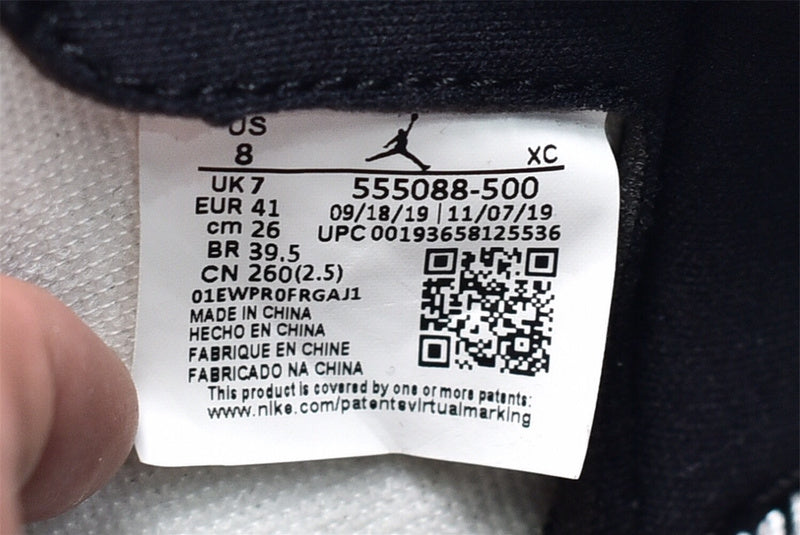 US
8
XC
UK 7
555088-500
EUR 41
09/18/19 | 11/07/19
cm 26
UPC 00193658125536
BR 39.5
CN 260(2.5)
01EWPR0FRGAJ1
MADE IN CHINA
HECHO EN CHINA
FABRIQUE EN CHINE
FABRICADO NA CHINA
This product is covered by one or more patents:
www.nike.com/patentsvirtualmarking